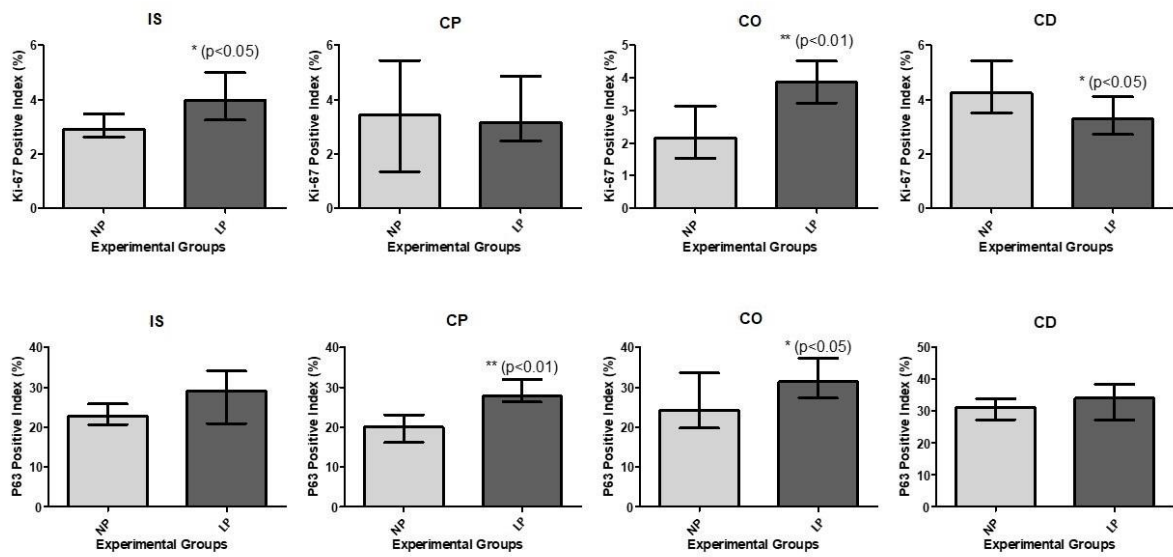 IS
Ki-67 Positive Index (%)
6
4
2
0
* (p<0.05)
NP
LP
Experimental Groups
CP
Ki-67 Positive Index (%)
6
4
2
0
NP
LP
Experimental Groups
CO
Ki-67 Positive Index (%)
5
4
3
2
1
0
** (p<0.01)
NP
LP
Experimental Groups
CD
Ki-67 Positive Index (%)
6
4
2
0
* (p<0.05)
NP
LP
Experimental Groups
IS
P63 Positive Index (%)
40
30
20
10
0
NP
LP
Experimental Groups
CP
P63 Positive Index (%)
40
30
20
10
0
** (p<0.01)
NP
LP
Experimental Groups
CO
P63 Positive Index (%)
40
30
20
10
0
* (p<0.05)
NP
LP
Experimental Groups
CD
P63 Positive Index (%)
50
40
30
20
10
0
NP
LP
Experimental Groups